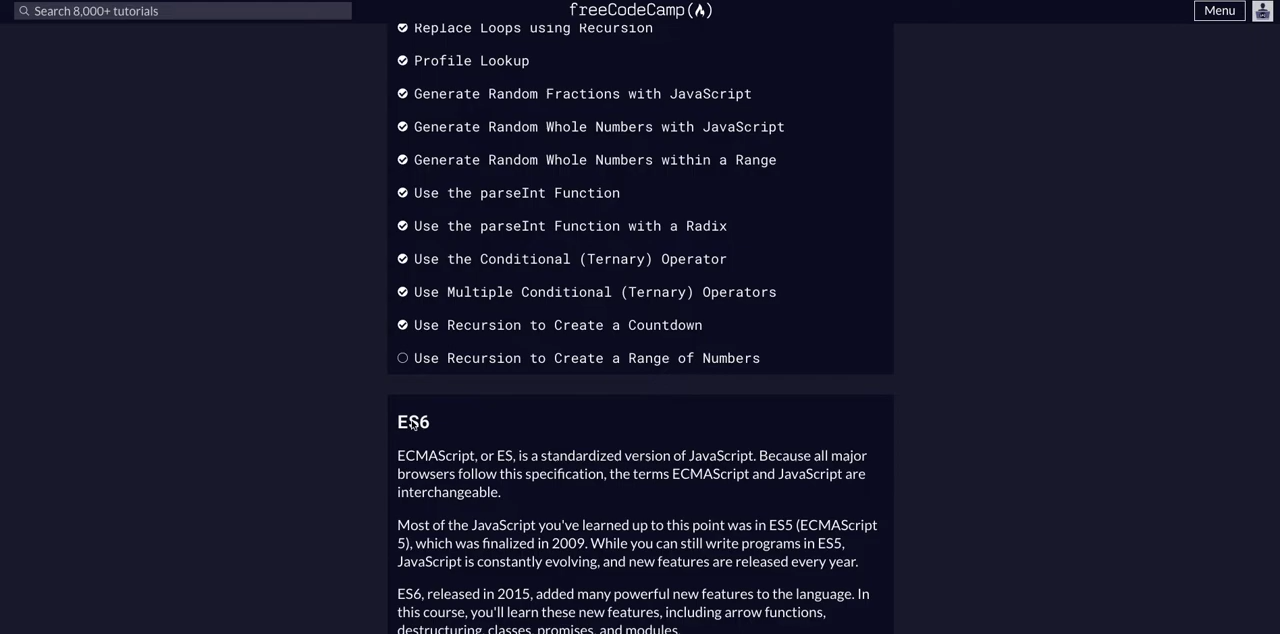 Search 8,000+ tutorials
freeCodeCamp
Menu
Replace Loops using Recursion
Profile Lookup
Generate Random Fractions with JavaScript
Generate Random Whole Numbers with JavaScript
Generate Random Whole Numbers within a Range
Use the parseInt Function
Use the parseInt Function with a Radix
Use the Conditional (Ternary) Operator
Use Multiple Conditional (Ternary) Operators
Use Recursion to Create a Countdown
Use Recursion to Create a Range of Numbers
ES6
ECMAScript, or ES, is a standardized version of JavaScript. Because all major
browsers follow this specification, the terms ECMAScript and JavaScript are
interchangeable.
Most of the JavaScript you've learned up to this point was in ES5 (ECMAScript
5), which was finalized in 2009. While you can still write programs in ES5,
JavaScript is constantly evolving, and new features are released every year.
ES6, released in 2015, added many powerful new features to the language. In
this course, you'll learn these new features, including arrow functions,
destructuring, classes, promises, and modules.